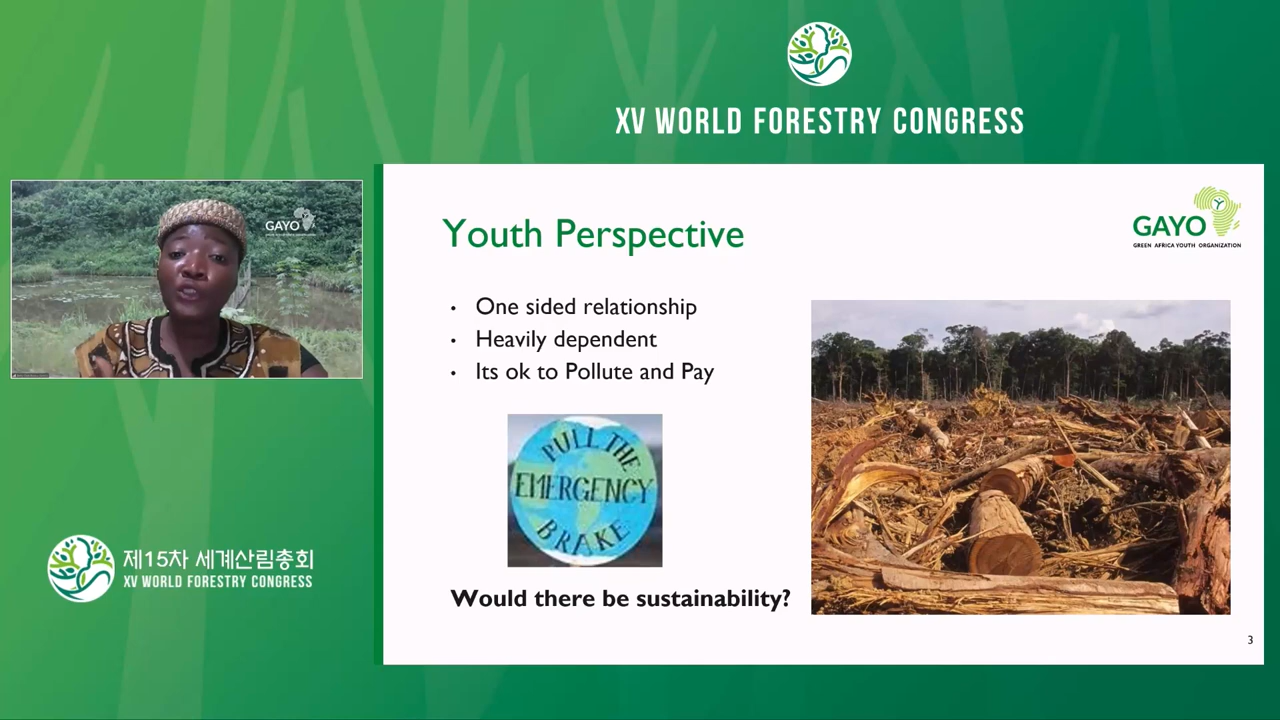 XV WORLD FORESTRY CONGRESS
GAYO
Youth Perspective
GAYO
GREEN AFRICA YOUTH ORGANIZATION
• One sided relationship
• Heavily dependent
• Its ok to Pollute and Pay
PULL THE
EMERGENCY
BRAKE
Would there be sustainability?
3
제15차 세계산림총회
XV WORLD FORESTRY CONGRESS